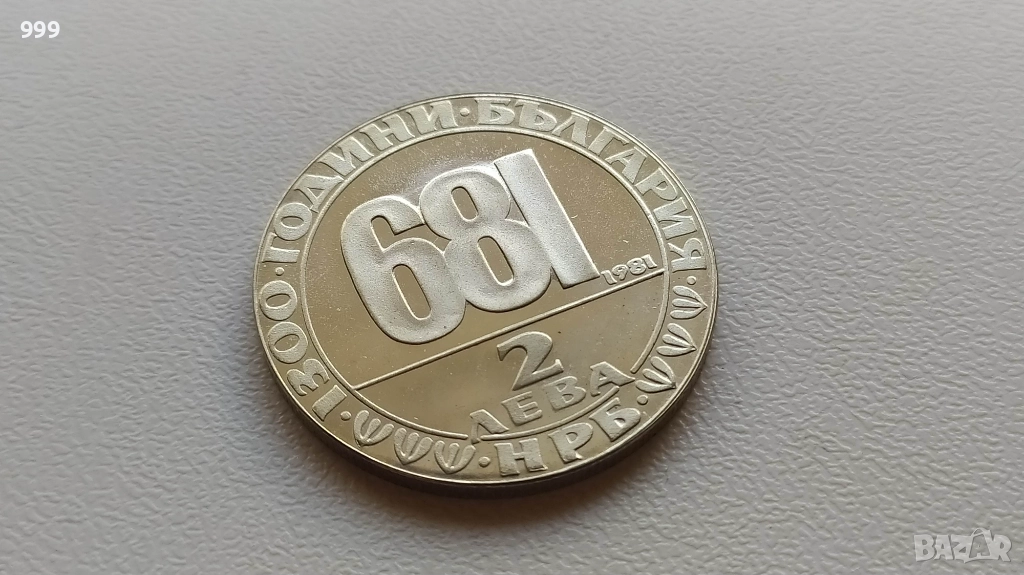 999
1300 · ГОДИНИ · БЪЛГАРИЯ
681
1981
2
ЛЕВА
· НРБ ·
BAZAR